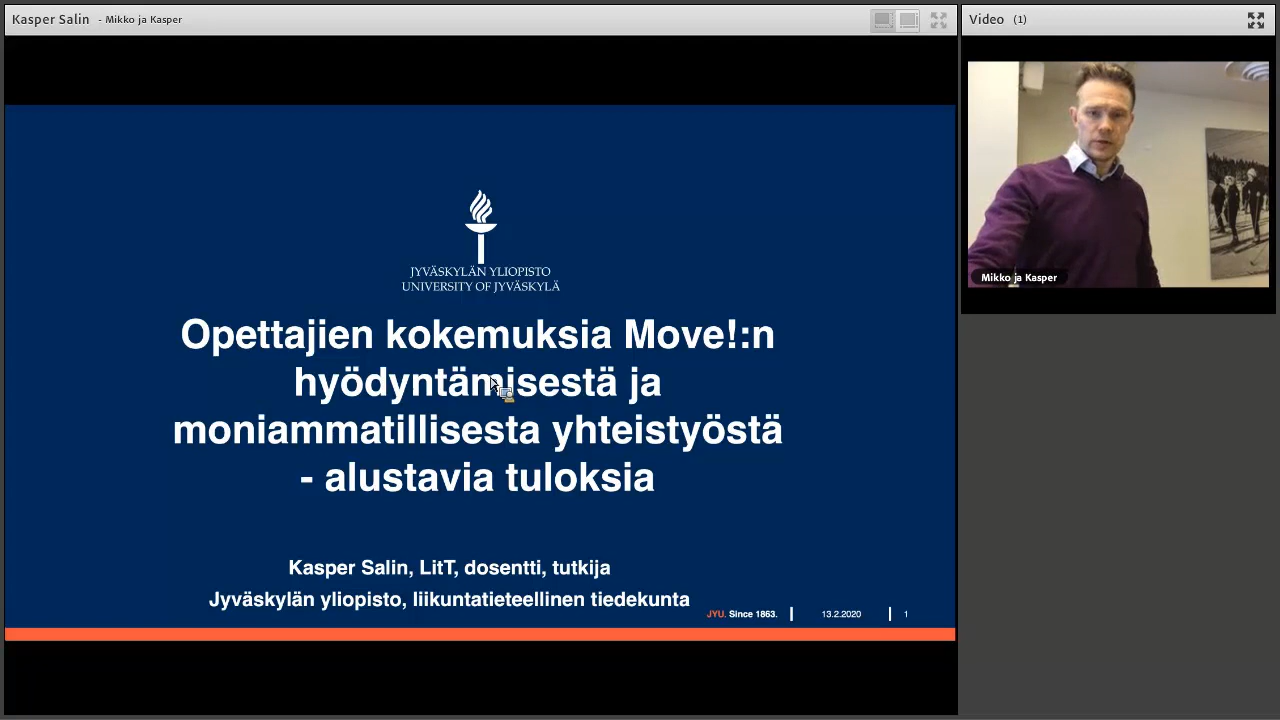 Kasper Salin - Mikko ja Kasper
Video (1)
JYVÄSKYLÄN YLIOPISTO
UNIVERSITY OF JYVÄSKYLÄ
Opettajien kokemuksia Move!:n
hyödyntämisestä ja
moniammatillisesta yhteistyöstä
- alustavia tuloksia
Kasper Salin, LitT, dosentti, tutkija
Jyväskylän yliopisto, liikuntatieteellinen tiedekunta
JYU. Since 1863. 13.2.2020 1
Mikko ja Kasper